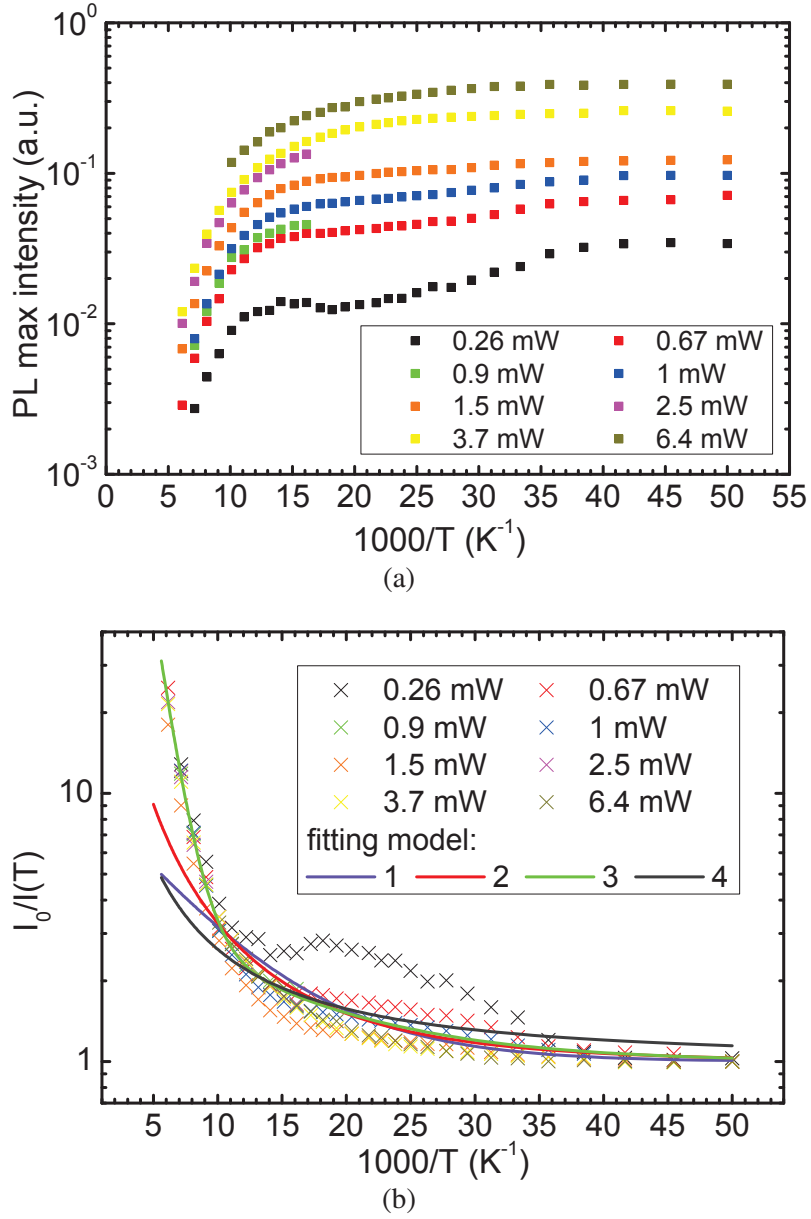 10⁰
10⁻¹
10⁻²
10⁻³
PL max intensity (a.u.)
0.26 mW 0.67 mW
0.9 mW 1 mW
1.5 mW 2.5 mW
3.7 mW 6.4 mW
0 5 10 15 20 25 30 35 40 45 50 55
1000/T (K⁻¹)
(a)
10
1
I₀/I(T)
0.26 mW 0.67 mW
0.9 mW 1 mW
1.5 mW 2.5 mW
3.7 mW 6.4 mW
fitting model:
1 2 3 4
5 10 15 20 25 30 35 40 45 50
1000/T (K⁻¹)
(b)